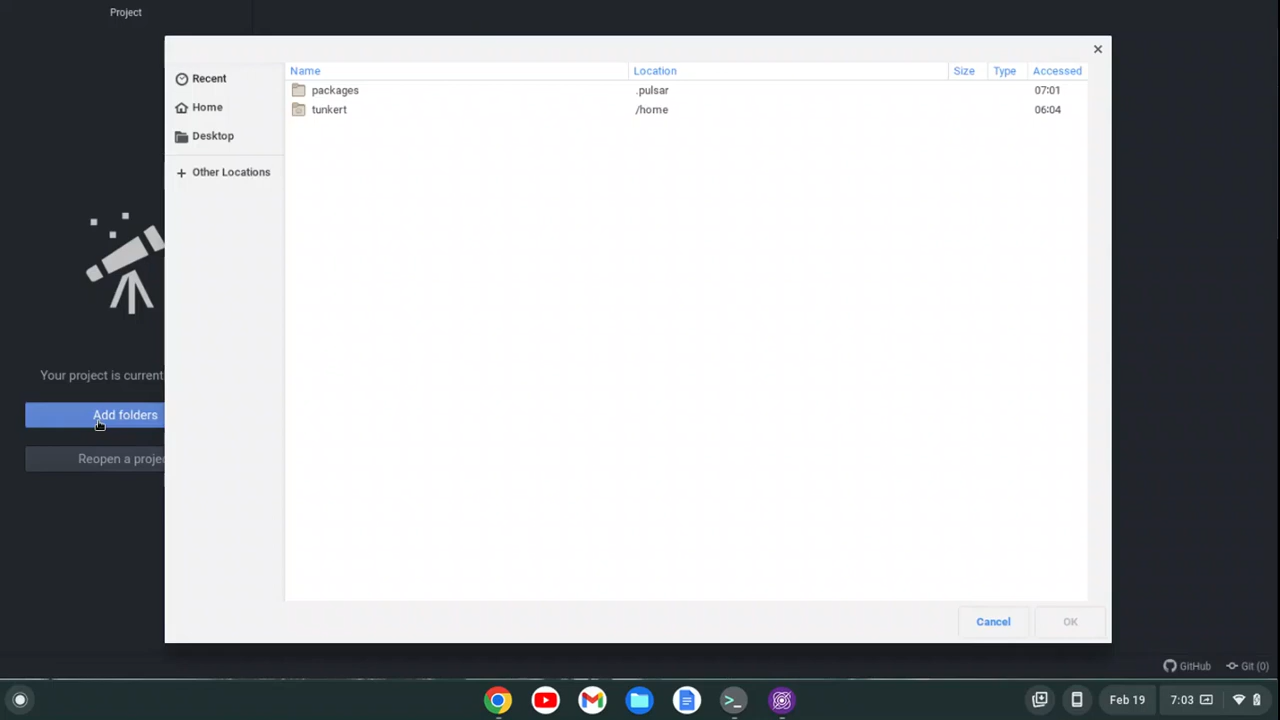 Project
Recent
Home
Desktop
Other Locations
Name Location Size Type Accessed
packages .pulsar 07:01
tunkert /home 06:04
Your project is current
Add folders
Reopen a projec
Cancel OK
GitHub Git (0)
Feb 19 7:03